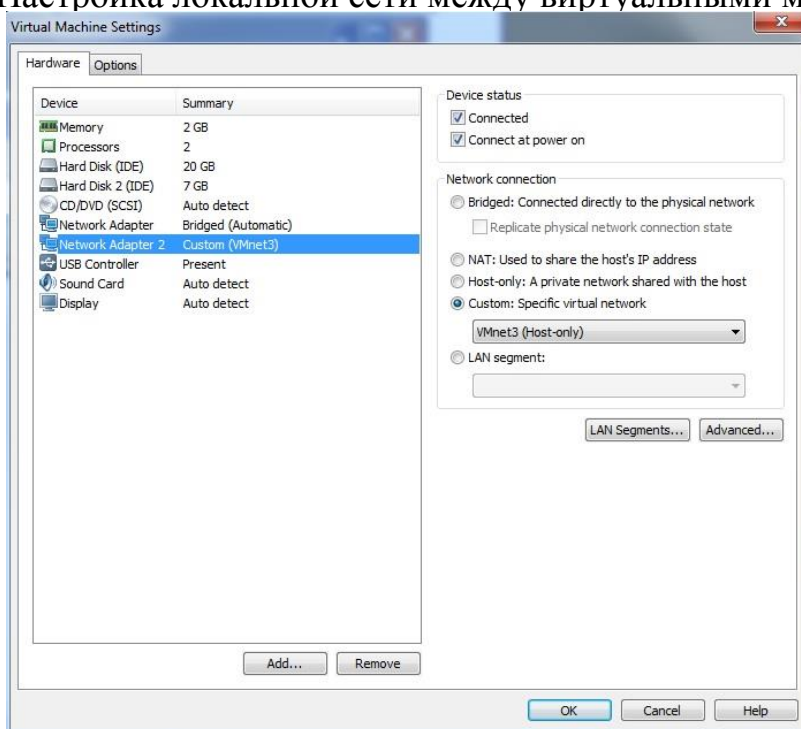 Настройка локальной сети между виртуальными
Virtual Machine Settings
Hardware Options
Device Summary
Memory 2 GB
Processors 2
Hard Disk (IDE) 20 GB
Hard Disk 2 (IDE) 7 GB
CD/DVD (SCSI) Auto detect
Network Adapter Bridged (Automatic)
Network Adapter 2 Custom (VMnet3)
USB Controller Present
Sound Card Auto detect
Display Auto detect
Add... Remove
Device status
Connected
Connect at power on
Network connection
Bridged: Connected directly to the physical network
Replicate physical network connection state
NAT: Used to share the host's IP address
Host-only: A private network shared with the host
Custom: Specific virtual network
VMnet3 (Host-only)
LAN segment:
LAN Segments... Advanced...
OK Cancel Help